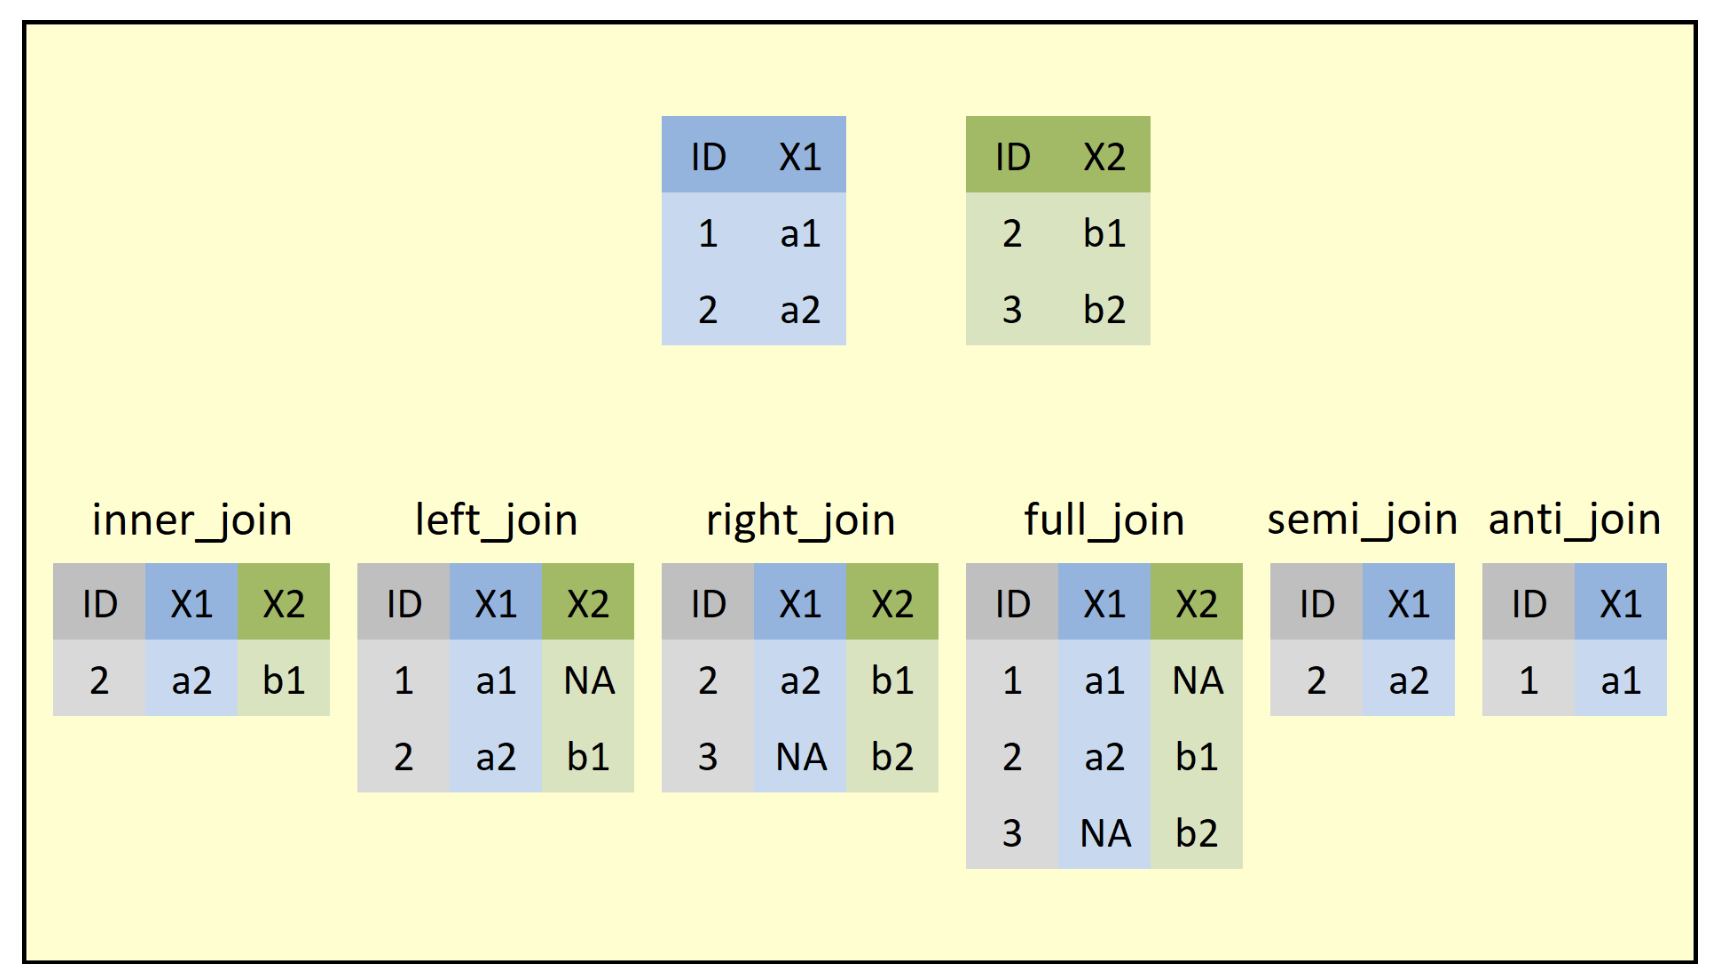 ID X1
1 a1
2 a2
ID X2
2 b1
3 b2
inner_join
ID X1 X2
2 a2 b1
left_join
ID X1 X2
1 a1 NA
2 a2 b1
right_join
ID X1 X2
2 a2 b1
3 NA b2
full_join
ID X1 X2
1 a1 NA
2 a2 b1
3 NA b2
semi_join
ID X1
2 a2
anti_join
ID X1
1 a1